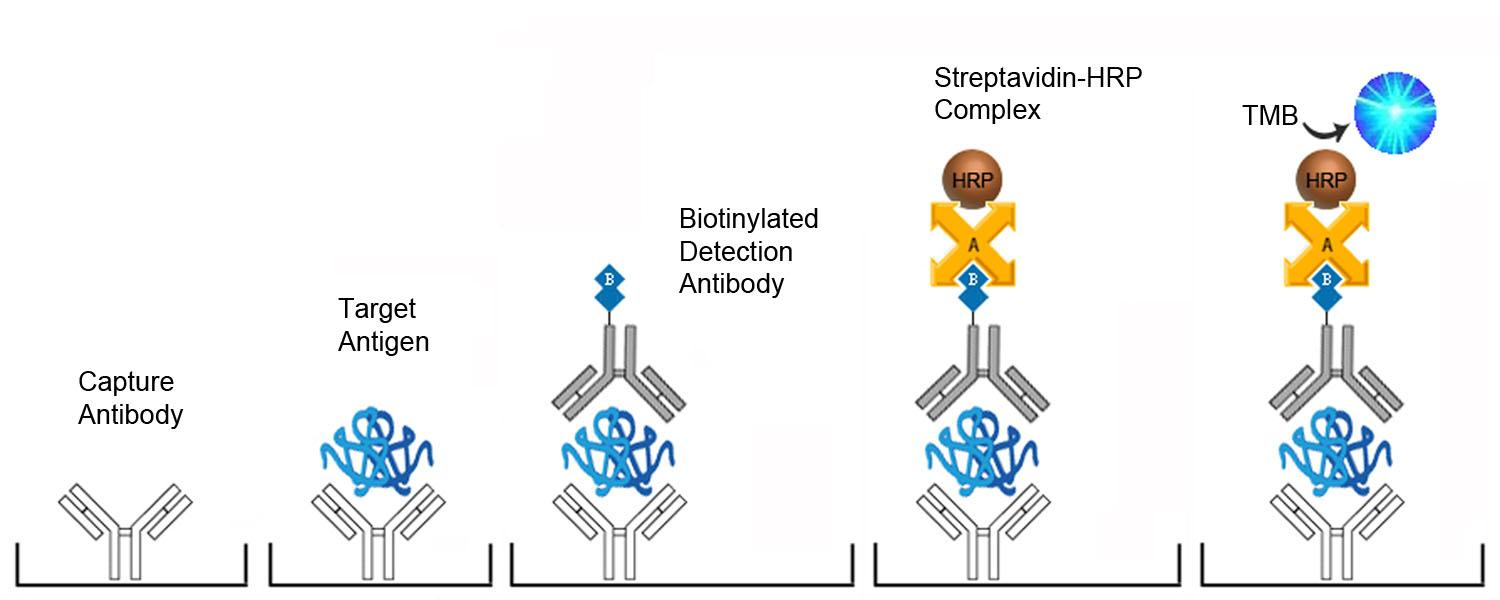 Capture
Antibody
Target
Antigen
B
Biotinylated
Detection
Antibody
Streptavidin-HRP
Complex
HRP
A
B
TMB
HRP
A
B